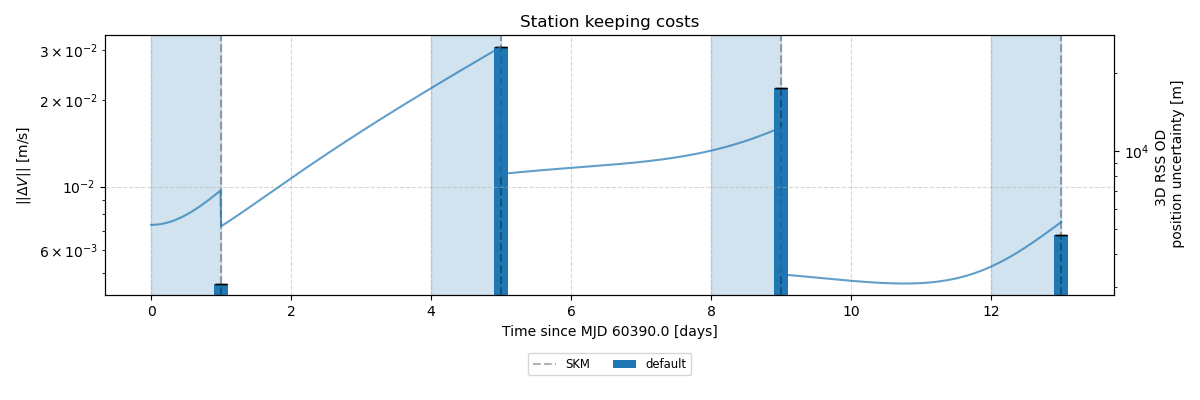 Station keeping costs
||ΔV|| [m/s]
3 × 10⁻²
2 × 10⁻²
10⁻²
6 × 10⁻³
10⁴
3D RSS OD
position uncertainty [m]
0 2 4 6 8 10 12
Time since MJD 60390.0 [days]
SKM default